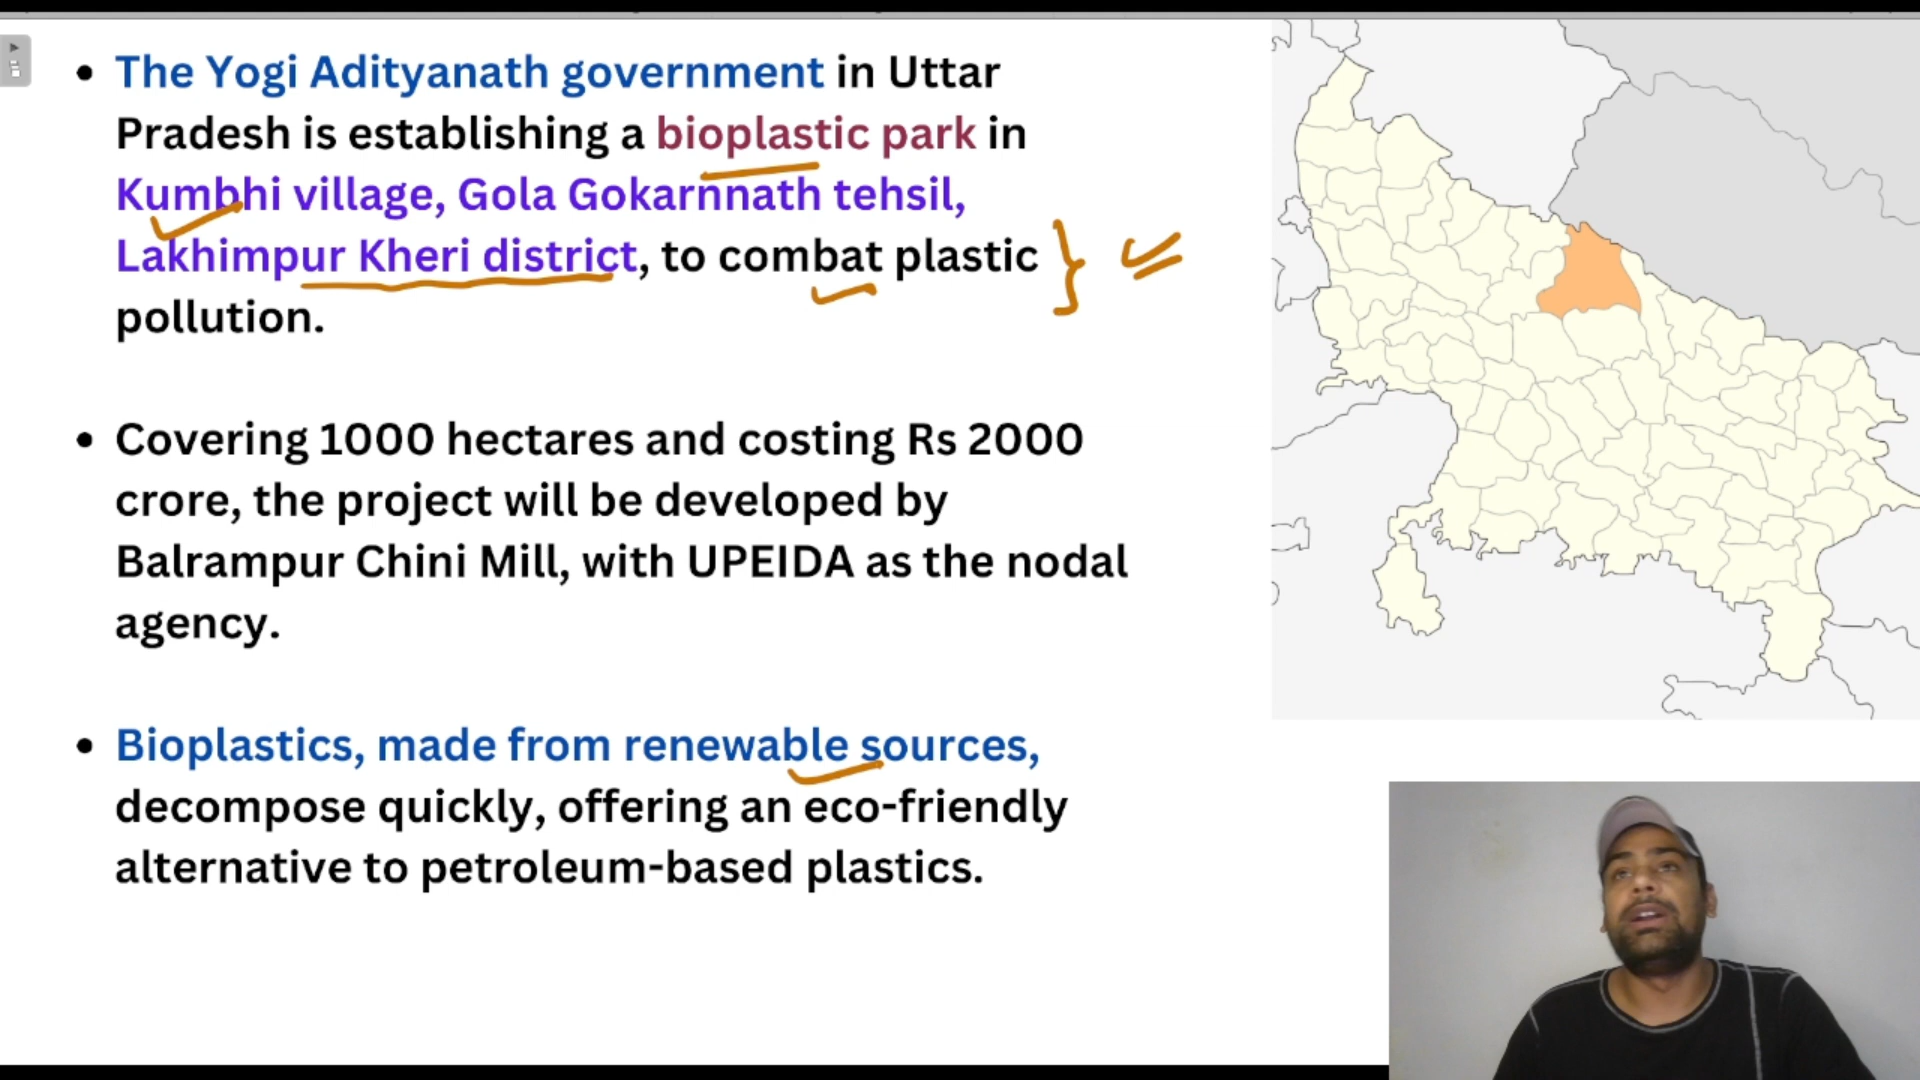 The Yogi Adityanath government in Uttar
Pradesh is establishing a bioplastic park in
Kumbhi village, Gola Gokarnnath tehsil,
Lakhimpur Kheri district, to combat plastic
pollution.
Covering 1000 hectares and costing Rs 2000
crore, the project will be developed by
Balrampur Chini Mill, with UPEIDA as the nodal
agency.
Bioplastics, made from renewable sources,
decompose quickly, offering an eco-friendly
alternative to petroleum-based plastics.